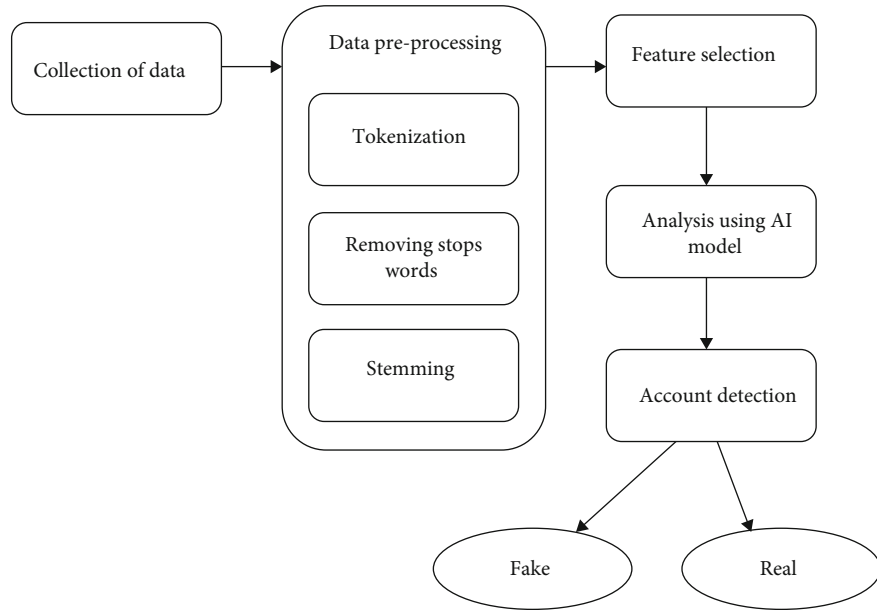 Collection of data
Data pre-processing
Tokenization
Removing stops
words
Stemming
Feature selection
Analysis using AI
model
Account detection
Fake
Real